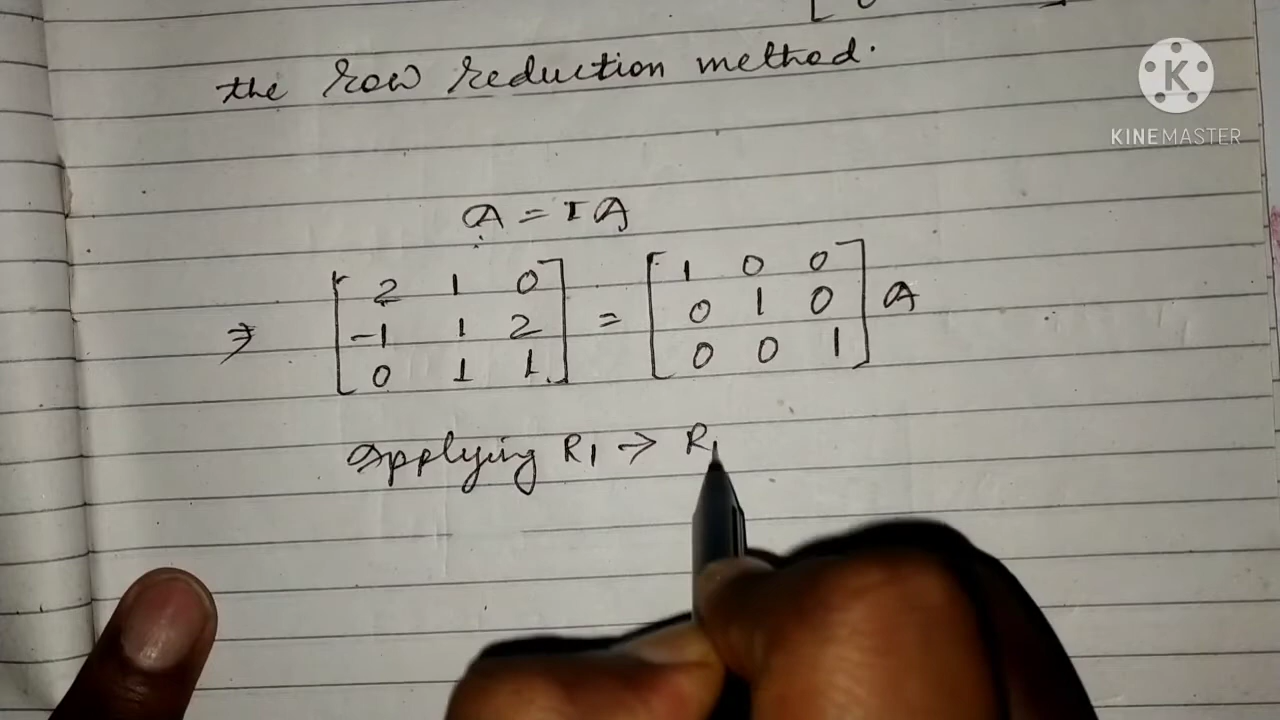 the row reduction method.
K
KINEMASTER
A = IA
⇒ [2 1 0 = [1 0 0 A
-1 1 2 0 1 0
0 1 1] 0 0 1]
Applying R1 → R1